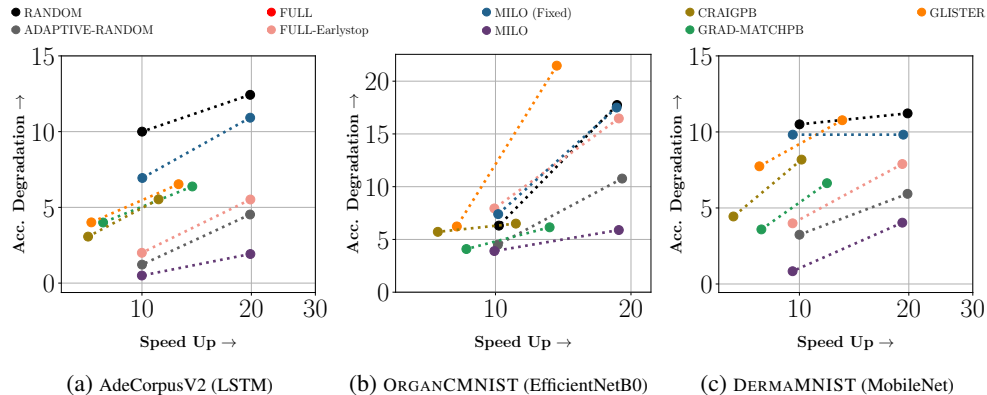 RANDOM FULL MILO (Fixed) CRAIGPB GLISTER
ADAPTIVE-RANDOM FULL-Earlystop MILO GRAD-MATCHPB
Acc. Degradation →
15
10
5
0
10 20 30
Speed Up →
(a) AdeCorpusV2 (LSTM)
Acc. Degradation →
20
15
10
5
0
10 20
Speed Up →
(b) ORGANCMNIST (EfficientNetB0)
Acc. Degradation →
15
10
5
0
10 20 30
Speed Up →
(c) DERMAMNIST (MobileNet)